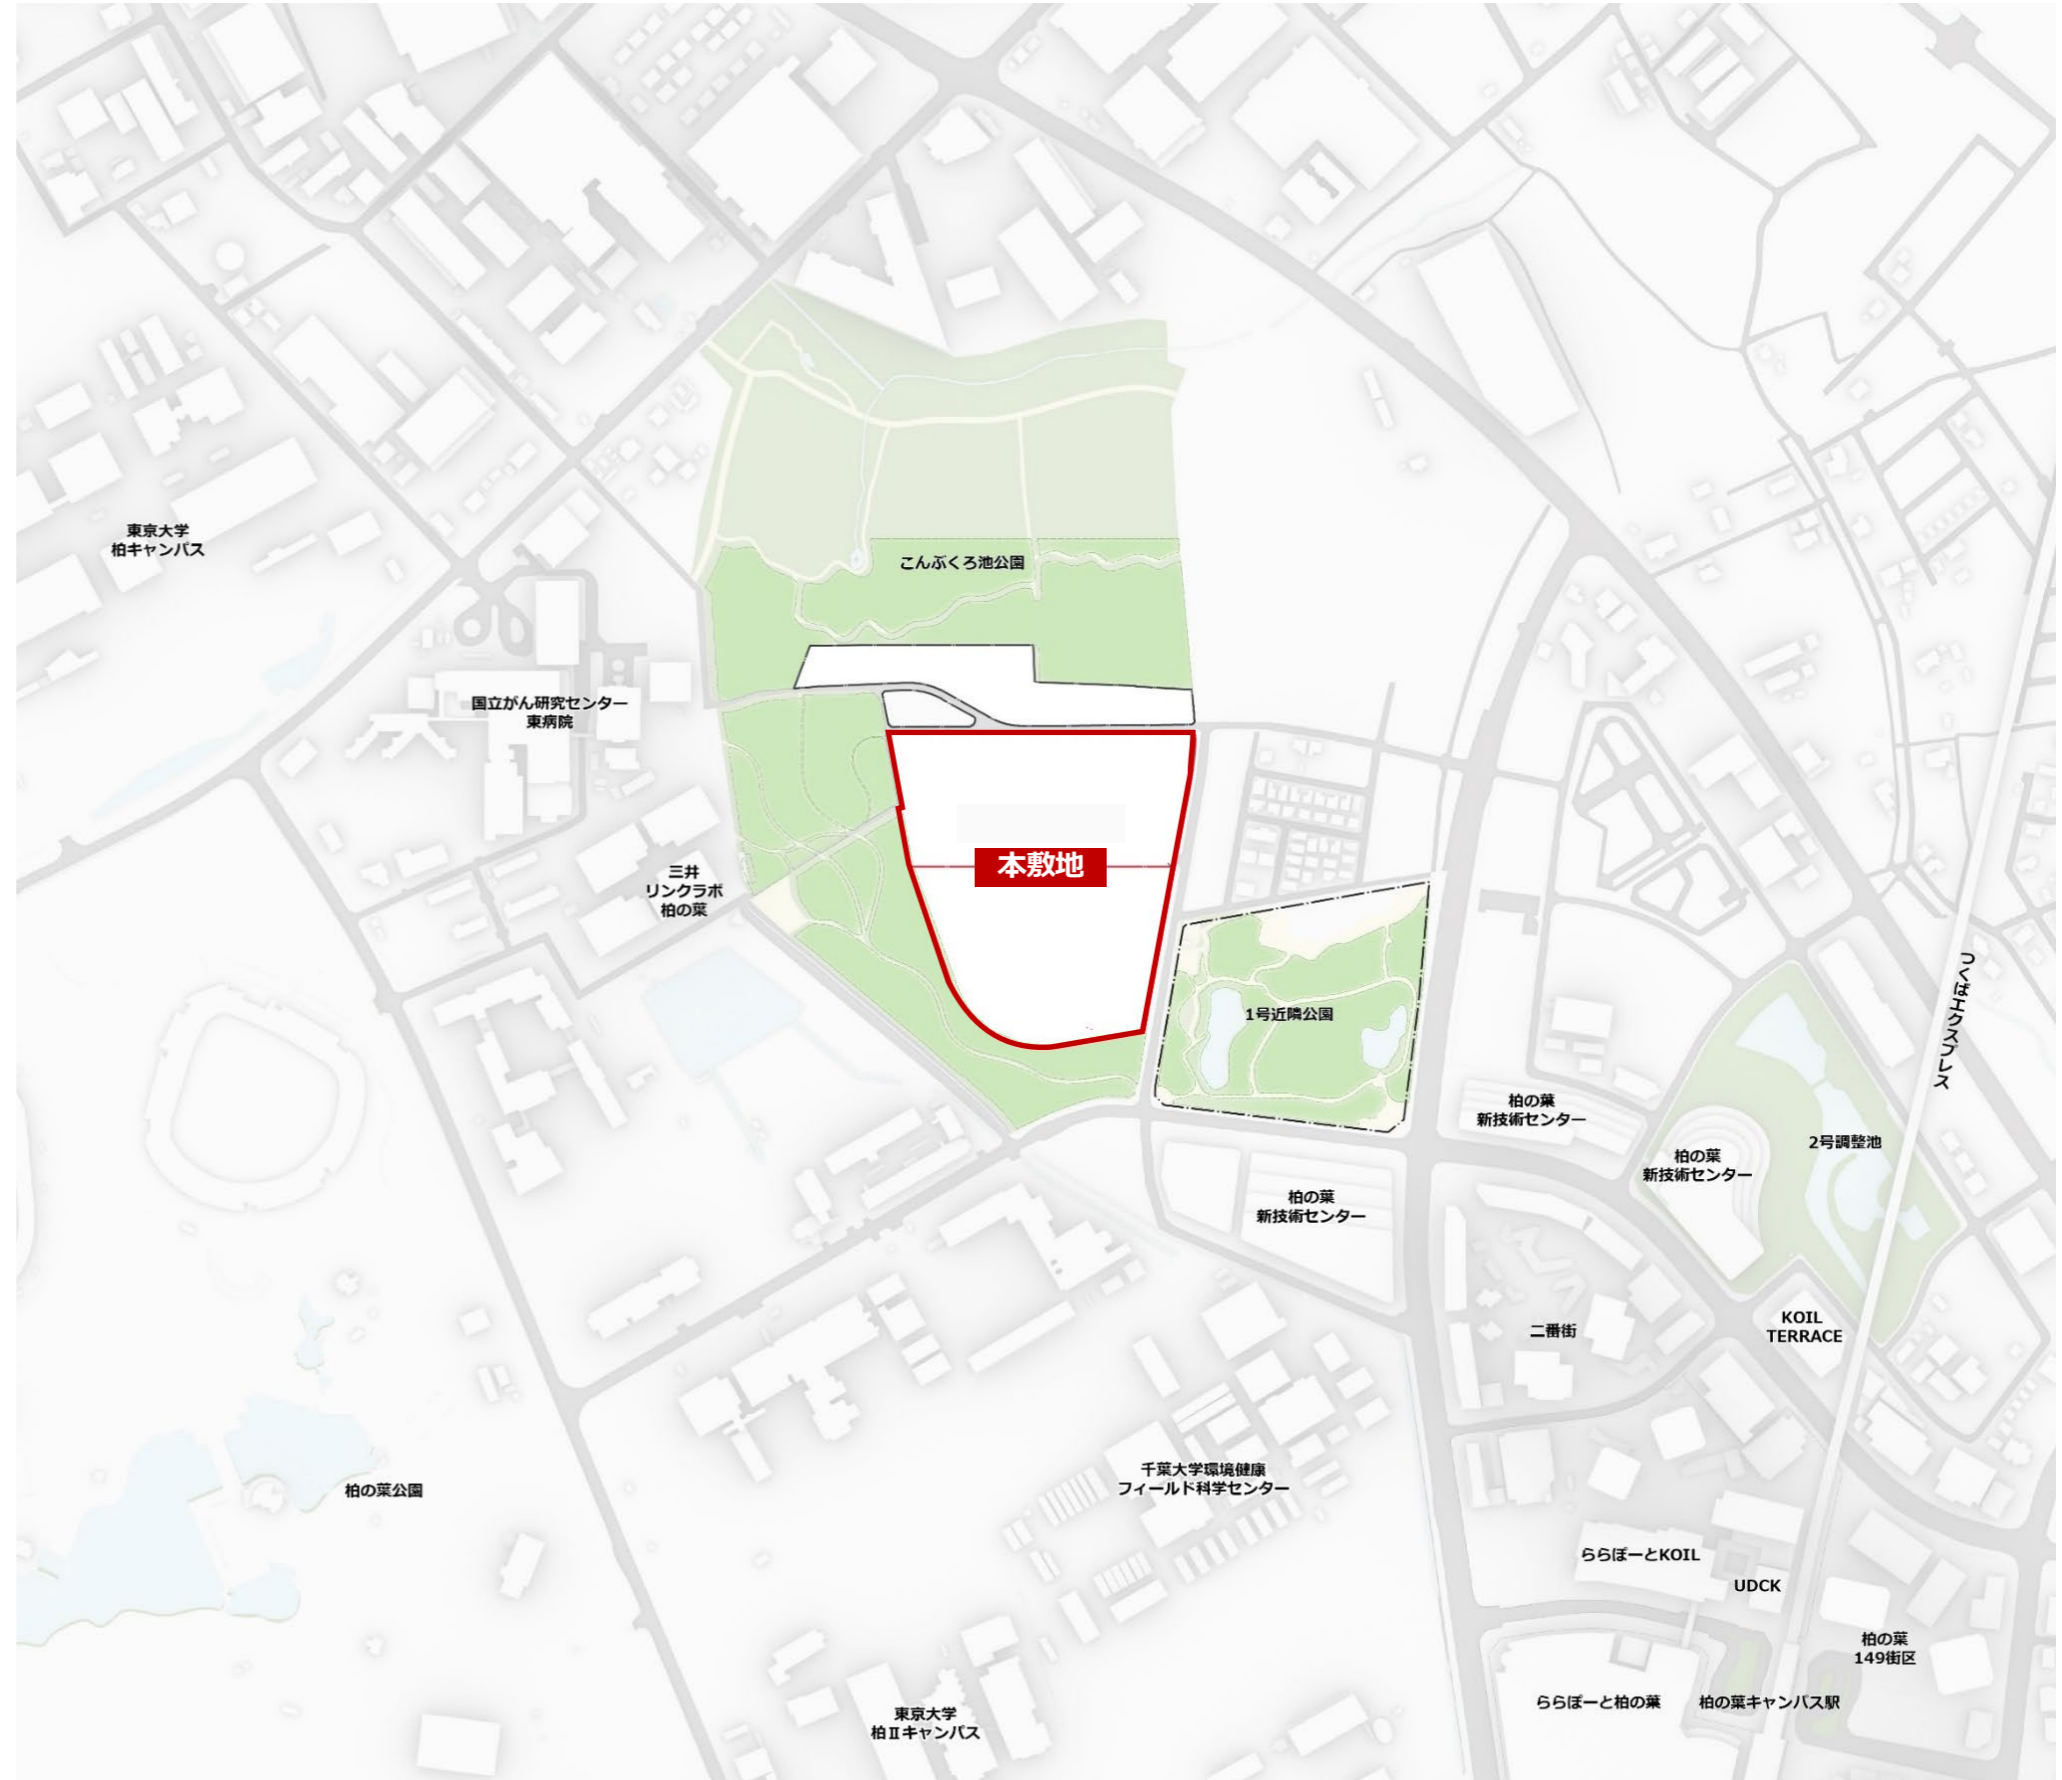 東京大学
柏キャンパス
こんぶくろ池公園
国立がん研究センター
東病院
三井
リンクラボ
柏の葉
本敷地
1号近隣公園
つくばエクスプレス
柏の葉
新技術センター
柏の葉
新技術センター
2号調整池
柏の葉
新技術センター
二番街
KOIL
TERRACE
千葉大学環境健康
フィールド科学センター
柏の葉公園
ららぽーとKOIL
UDCK
柏の葉
149街区
ららぽーと柏の葉
柏の葉キャンパス駅
東京大学
柏Ⅱキャンパス